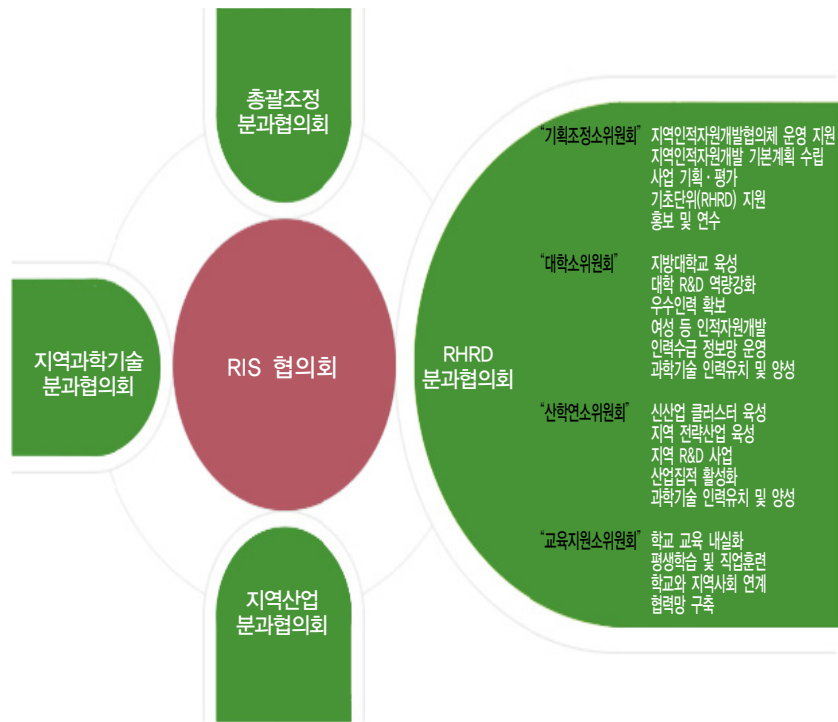 총괄조정
분과협의회
지역과학기술
분과협의회
RIS 협의회
지역산업
분과협의회
RHRD
분과협의회
“기획조정소위원회” 지역인적자원개발협의체 운영 지원
지역인적자원개발 기본계획 수립
사업 기획·평가
기초단위(RHRD) 지원
홍보 및 연수
“대학소위원회” 지방대학교 육성
대학 R&D 역량강화
우수인력 확보
여성 등 인적자원개발
인력수급 정보망 운영
과학기술 인력유치 및 양성
“산학연소위원회” 신산업 클러스터 육성
지역 전략산업 육성
지역 R&D 사업
산업집적 활성화
과학기술 인력유치 및 양성
“교육지원소위원회” 학교 교육 내실화
평생학습 및 직업훈련
학교와 지역사회 연계
협력망 구축